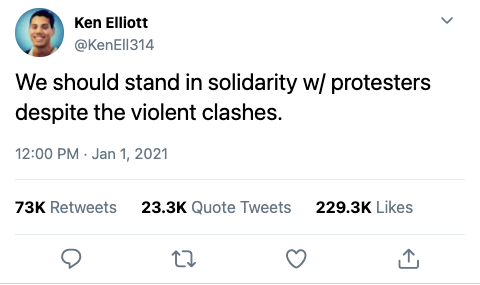 Ken Elliott
@KenEll314
We should stand in solidarity w/ protesters
despite the violent clashes.
12:00 PM · Jan 1, 2021
73K Retweets 23.3K Quote Tweets 229.3K Likes